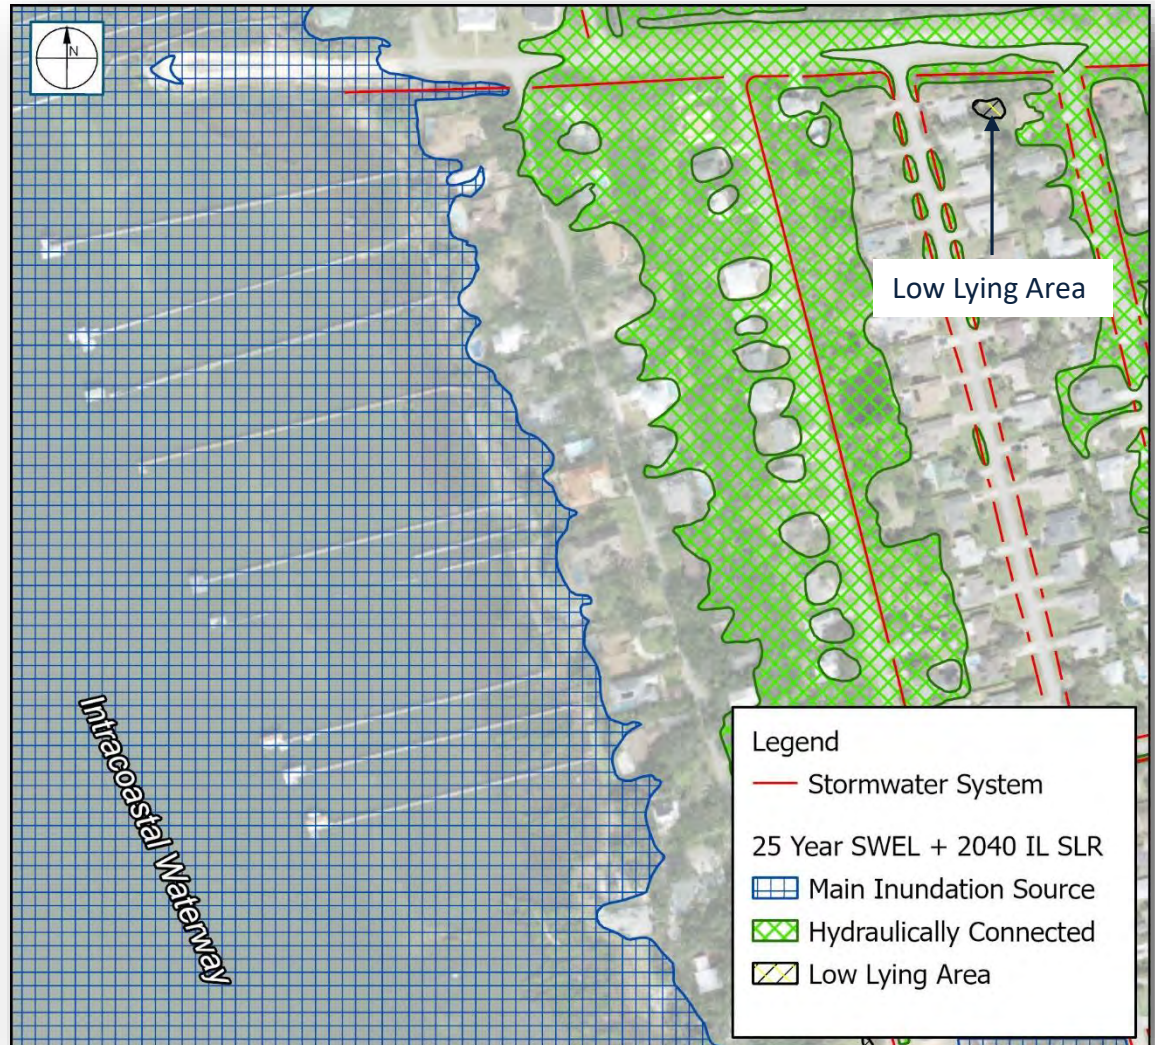 N
Low Lying Area
Intracoastal Waterway
Legend
Stormwater System
25 Year SWEL + 2040 IL SLR
Main Inundation Source
Hydraulically Connected
Low Lying Area